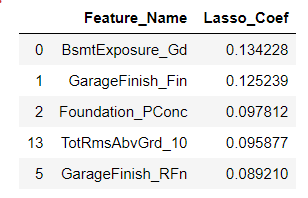 Feature_Name Lasso_Coef
0 BsmtExposure_Gd 0.134228
1 GarageFinish_Fin 0.125239
2 Foundation_PConc 0.097812
13 TotRmsAbvGrd_10 0.095877
5 GarageFinish_RFn 0.089210